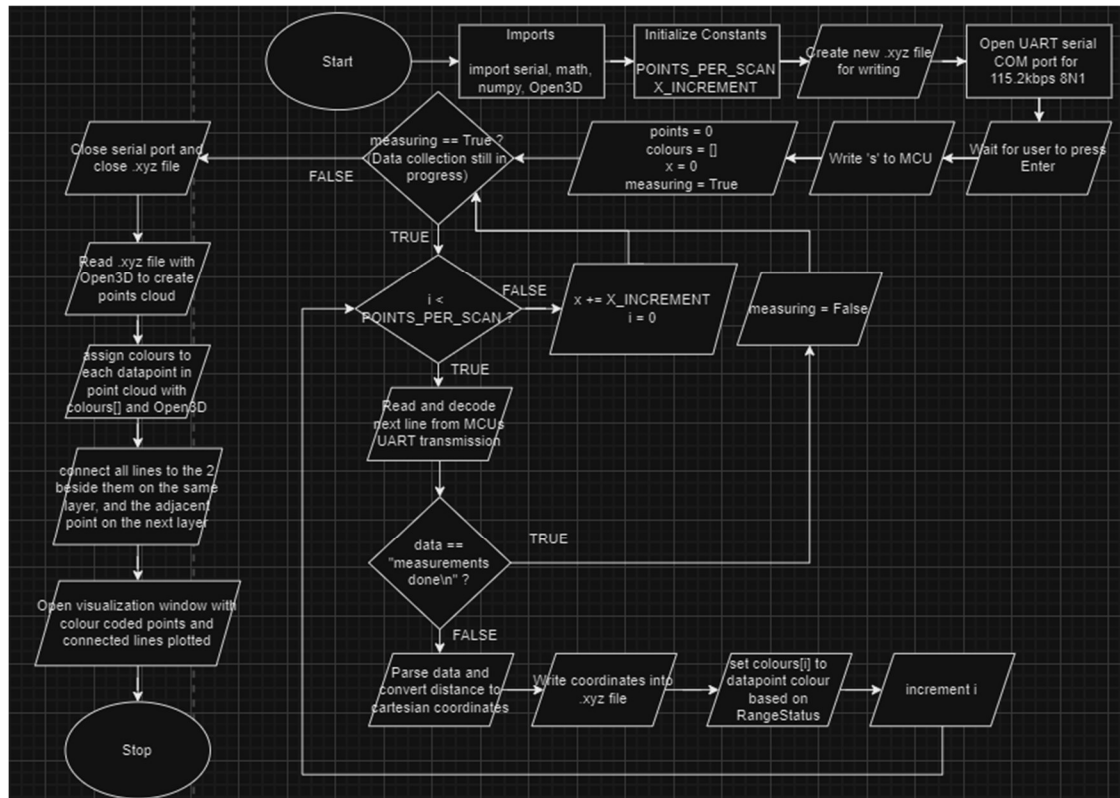 Start
Imports
import serial, math,
numpy, Open3D
Initialize Constants
POINTS_PER_SCAN
X_INCREMENT
Create new .xyz file
for writing
Open UART serial
COM port for
115.2kbps 8N1
Wait for user to press
Enter
Write 's' to MCU
points = 0
colours = []
x = 0
measuring = True
measuring == True ?
(Data collection still in
progress)
FALSE
TRUE
Close serial port and
close .xyz file
Read .xyz file with
Open3D to create
points cloud
assign colours to
each datapoint in
point cloud with
colours[] and Open3D
connect all lines to the 2
beside them on the same
layer, and the adjacent
point on the next layer
Open visualization window with
colour coded points and
connected lines plotted
Stop
i <
POINTS_PER_SCAN ?
FALSE
x += X_INCREMENT
i = 0
measuring = False
TRUE
Read and decode
next line from MCUs
UART transmission
data ==
"measurements
done\n" ?
TRUE
FALSE
Parse data and
convert distance to
cartesian coordinates
Write coordinates into
.xyz file
set colours[i] to
datapoint colour
based on
RangeStatus
increment i